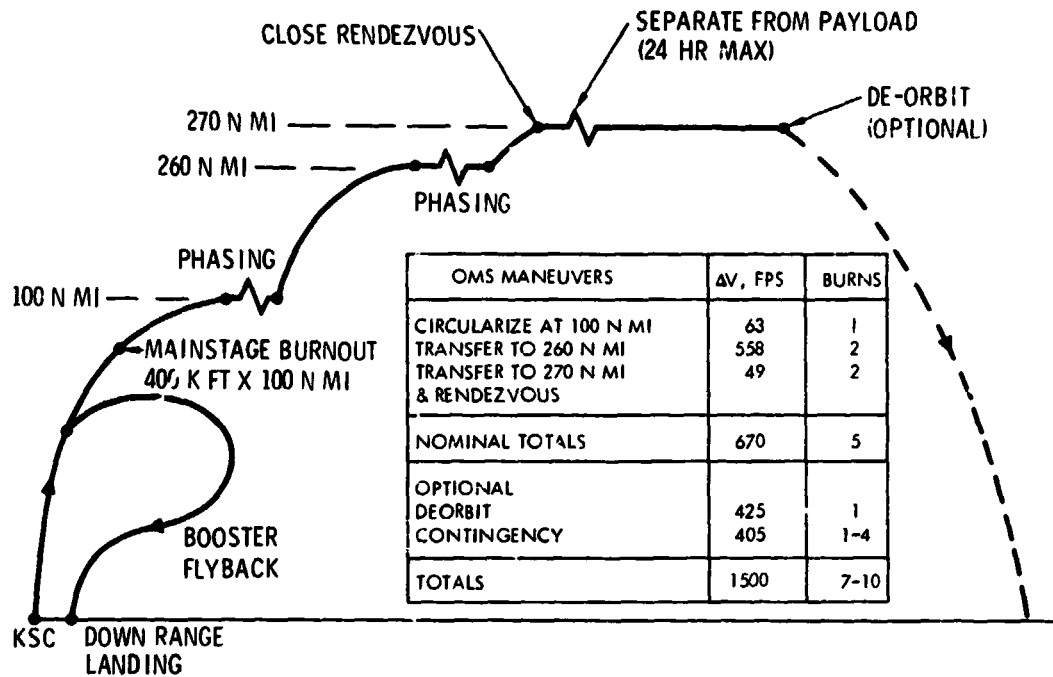 CLOSE RENDEZVOUS
SEPARATE FROM PAYLOAD
(24 HR MAX)
DE-ORBIT
(OPTIONAL)
270 N MI
260 N MI
PHASING
PHASING
100 N MI
MAINSTAGE BURNOUT
400 K FT X 100 N MI
OMS MANEUVERS ΔV, FPS BURNS
CIRCULARIZE AT 100 N MI 63 1
TRANSFER TO 260 N MI 558 2
TRANSFER TO 270 N MI 49 2
& RENDEZVOUS
NOMINAL TOTALS 670 5
OPTIONAL
DEORBIT 425 1
CONTINGENCY 405 1-4
TOTALS 1500 7-10
BOOSTER
FLYBACK
KSC
DOWN RANGE
LANDING